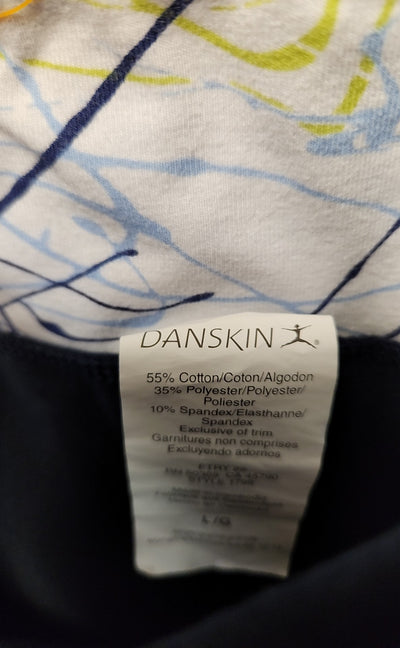 DANSKIN ®
55% Cotton/Coton/Algodon
35% Polyester/Polyester/
Poliester
10% Spandex/Elasthanne/
Spandex
Exclusive of trim
Garnitures non comprises
Excluyendo adornos
STYLE
L/G